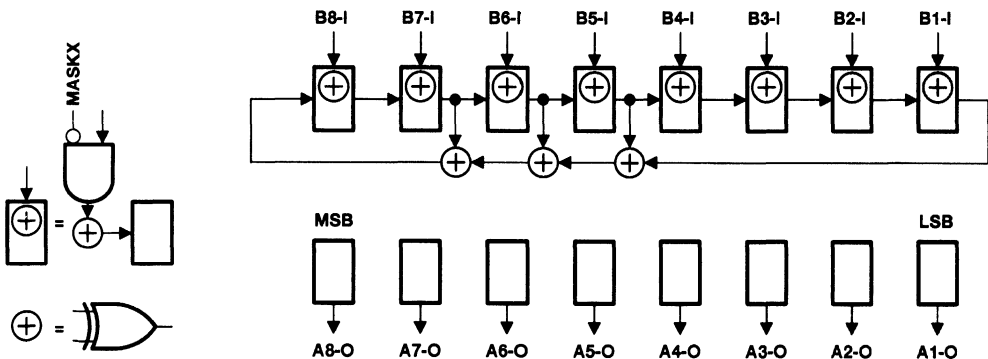 B8-I B7-I B6-I B5-I B4-I B3-I B2-I B1-I
MASKX
=
MSB LSB
=
A8-O A7-O A6-O A5-O A4-O A3-O A2-O A1-O